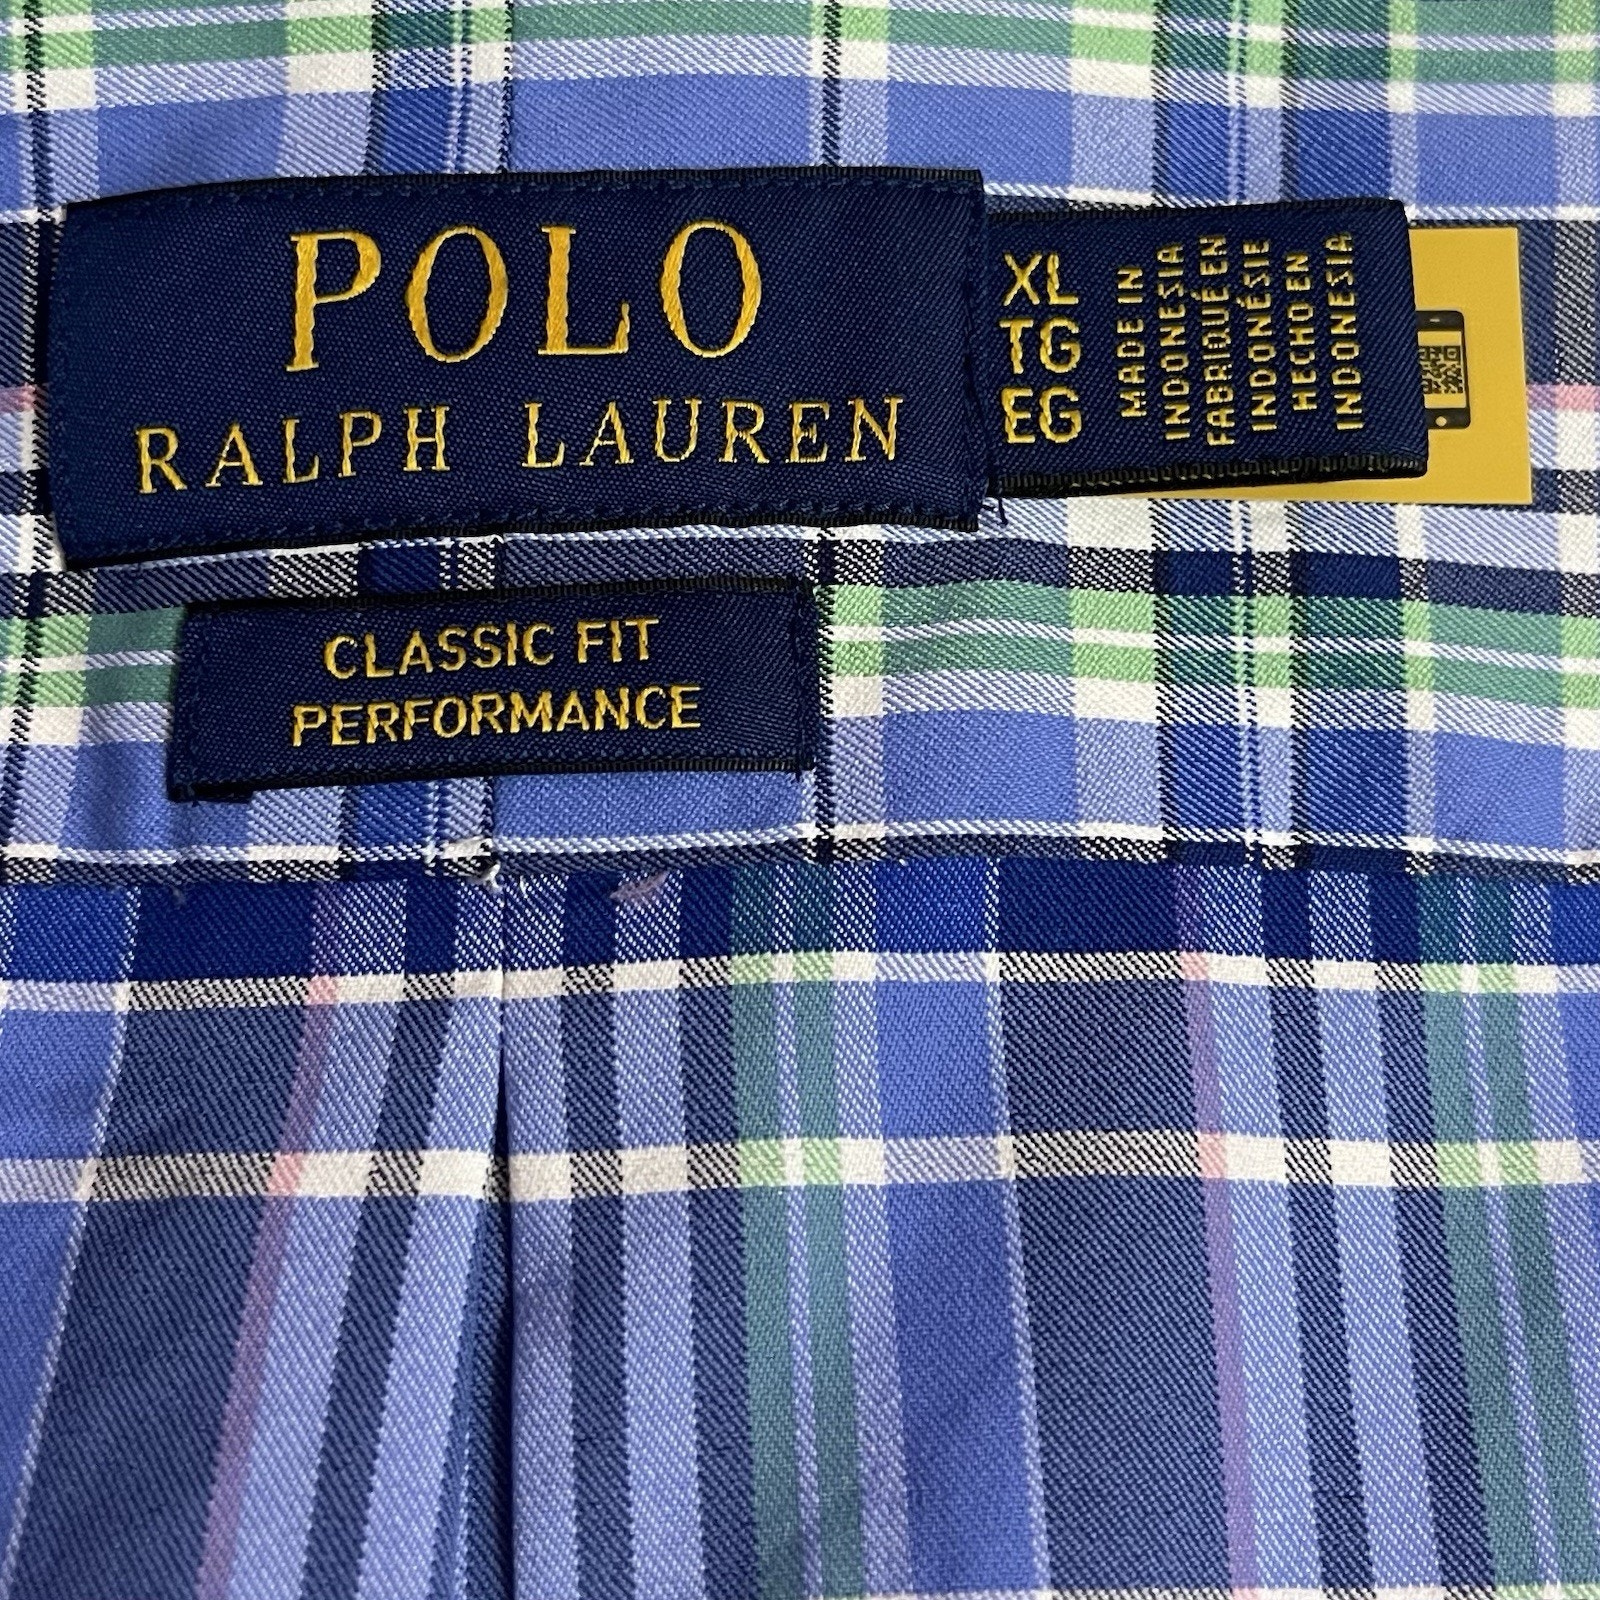 POLO
RALPH LAUREN
XL
TG
EG
MADE IN
INDONESIA
FABRIQUÉ EN
INDONÉSIE
HECHO EN
INDONESIA
CLASSIC FIT
PERFORMANCE